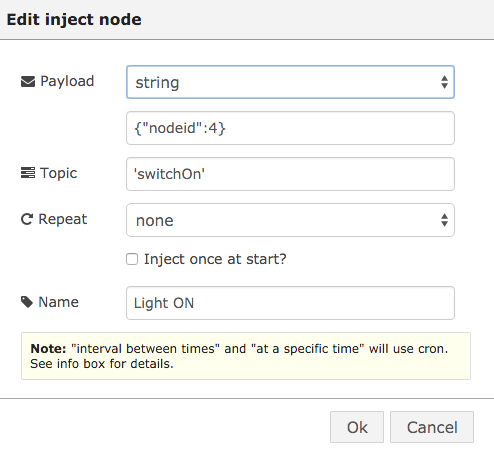 Edit inject node
Payload
string
{"nodeid":4}
Topic
'switchOn'
Repeat
none
Inject once at start?
Name
Light ON
Note: "interval between times" and "at a specific time" will use cron.
See info box for details.
Ok
Cancel